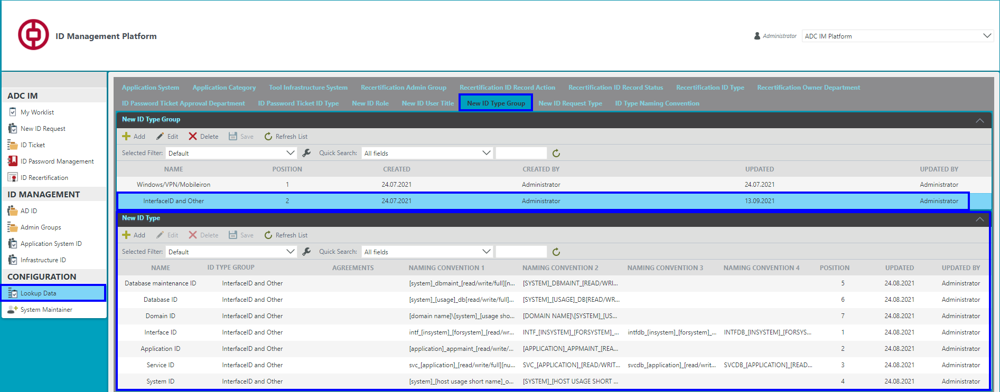 ID Management Platform
Administrator
ADC IM Platform
ADC IM
My Worklist
New ID Request
ID Ticket
ID Password Management
ID Recertification
ID MANAGEMENT
AD ID
Admin Groups
Application System ID
Infrastructure ID
CONFIGURATION
Lookup Data
System Maintainer
Application System Application Category Tool Infrastructure System Recertification Admin Group Recertification ID Record Action Recertification ID Record Status Recertification ID Type Recertification Owner Department
ID Password Ticket Approval Department ID Password Ticket ID Type New ID Role New ID User Title New ID Type Group New ID Request Type ID Type Naming Convention
New ID Type Group
Add Edit Delete Save Refresh List
Selected Filter: Default Quick Search: All fields
NAME POSITION CREATED CREATED BY UPDATED UPDATED BY
Windows/VPN/Mobileiron 1 24.07.2021 Administrator 24.07.2021 Administrator
InterfaceID and Other 2 24.07.2021 Administrator 13.09.2021 Administrator
New ID Type
Add Edit Delete Save Refresh List
Selected Filter: Default Quick Search: All fields
NAME ID TYPE GROUP AGREEMENTS NAMING CONVENTION 1 NAMING CONVENTION 2 NAMING CONVENTION 3 NAMING CONVENTION 4 POSITION UPDATED UPDATED BY
Database maintenance ID InterfaceID and Other [system]_dbmaint_[read/write/full][n... [SYSTEM]_DBMAINT_[READ/WRI... 5 24.08.2021 Administrator
Database ID InterfaceID and Other [system]_[usage]_db[read/write/full]... [SYSTEM]_[USAGE]_DB[READ/WR... 6 24.08.2021 Administrator
Domain ID InterfaceID and Other [domain name]\[system]_[usage sho... [DOMAIN NAME]\[SYSTEM]_[US... 7 24.08.2021 Administrator
Interface ID InterfaceID and Other intf_[insystem]_[forsystem]_[read/wr... INTF_[INSYSTEM]_[FORSYSTEM]_... intfdb_[insystem]_[forsystem]_... INTFDB_[INSYSTEM]_[FORSYS... 1 24.08.2021 Administrator
Application ID InterfaceID and Other [application]_appmaint_[read/write/... [APPLICATION]_APPMAINT_[REA... 2 24.08.2021 Administrator
Service ID InterfaceID and Other svc_[application]_[read/write/full][nu... SVC_[APPLICATION]_[READ/WRIT... svcdb_[application]_[read/writ... SVCDB_[APPLICATION]_[READ... 3 24.08.2021 Administrator
System ID InterfaceID and Other [system]_[host usage short name]_o... [SYSTEM]_[HOST USAGE SHORT ... 4 24.08.2021 Administrator